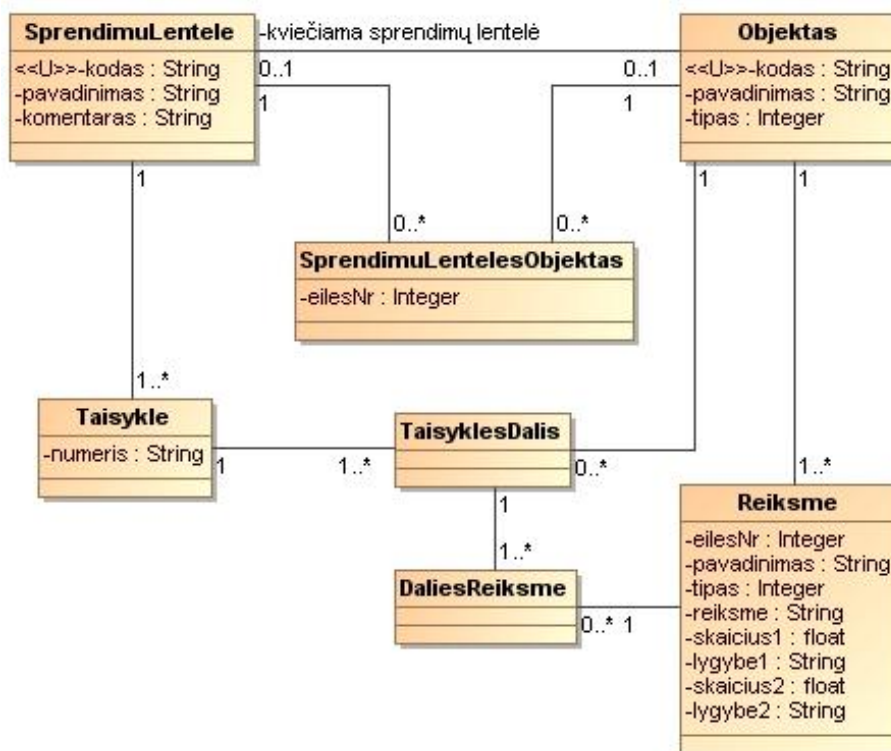 SprendimuLentele
<<U>>-kodas : String
-pavadinimas : String
-komentaras : String
-kviečiama sprendimų lentelė
0..1
1
1
Objektas
<<U>>-kodas : String
-pavadinimas : String
-tipas : Integer
0..1
1
1
1
0..*
0..*
SprendimuLentelesObjektas
-eilesNr : Integer
1..*
Taisykle
-numeris : String
1
1..*
TaisyklesDalis
0..*
1
1..*
DaliesReiksme
0..*
1
1..*
Reiksme
-eilesNr : Integer
-pavadinimas : String
-tipas : Integer
-reiksme : String
-skaicius1 : float
-lygybe1 : String
-skaicius2 : float
-lygybe2 : String